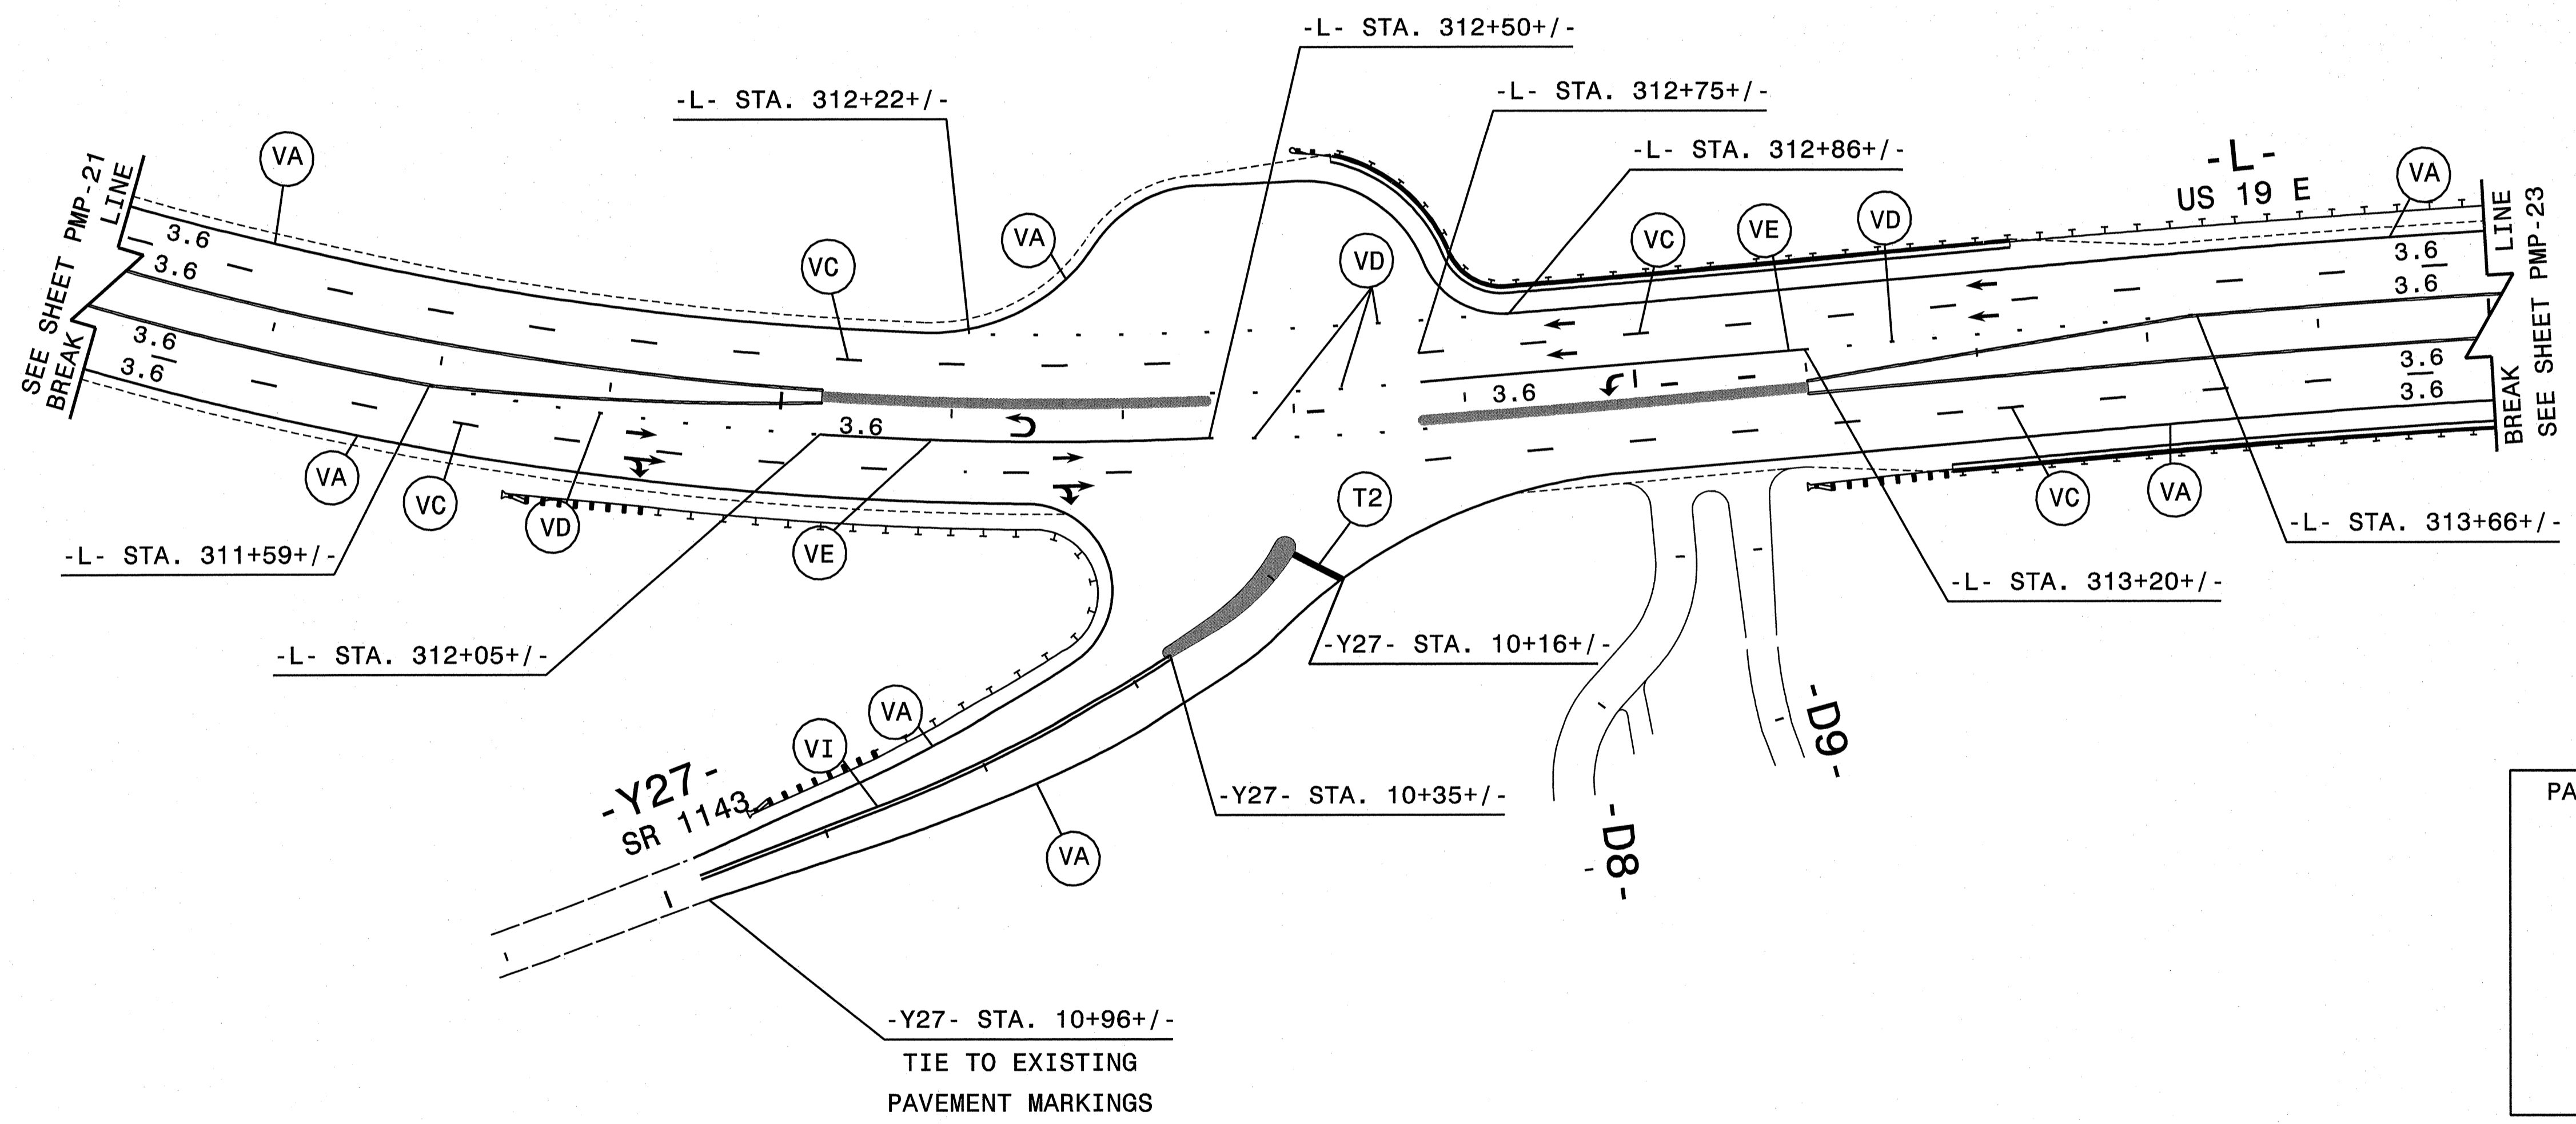 -L- STA. 312+50+/-
-L- STA. 312+22+/-
-L- STA. 312+75+/-
-L- STA. 312+86+/-
-L-
US 19 E
VA
VA
VA
VC
VD
VC
VE
VD
SEE SHEET PMP-21
LINE
BREAK
3.6
3.6
3.6
3.6
3.6
3.6
3.6
3.6
3.6
3.6
LINE
BREAK
SEE SHEET PMP-23
VA
VC
VD
VE
T2
VC
VA
-L- STA. 311+59+/-
-L- STA. 313+66+/-
-L- STA. 313+20+/-
-L- STA. 312+05+/-
-Y27- STA. 10+16+/-
VA
VI
-Y27-
SR 1143
-Y27- STA. 10+35+/-
VA
-D9-
-D8-
PA
-Y27- STA. 10+96+/-
TIE TO EXISTING
PAVEMENT MARKINGS